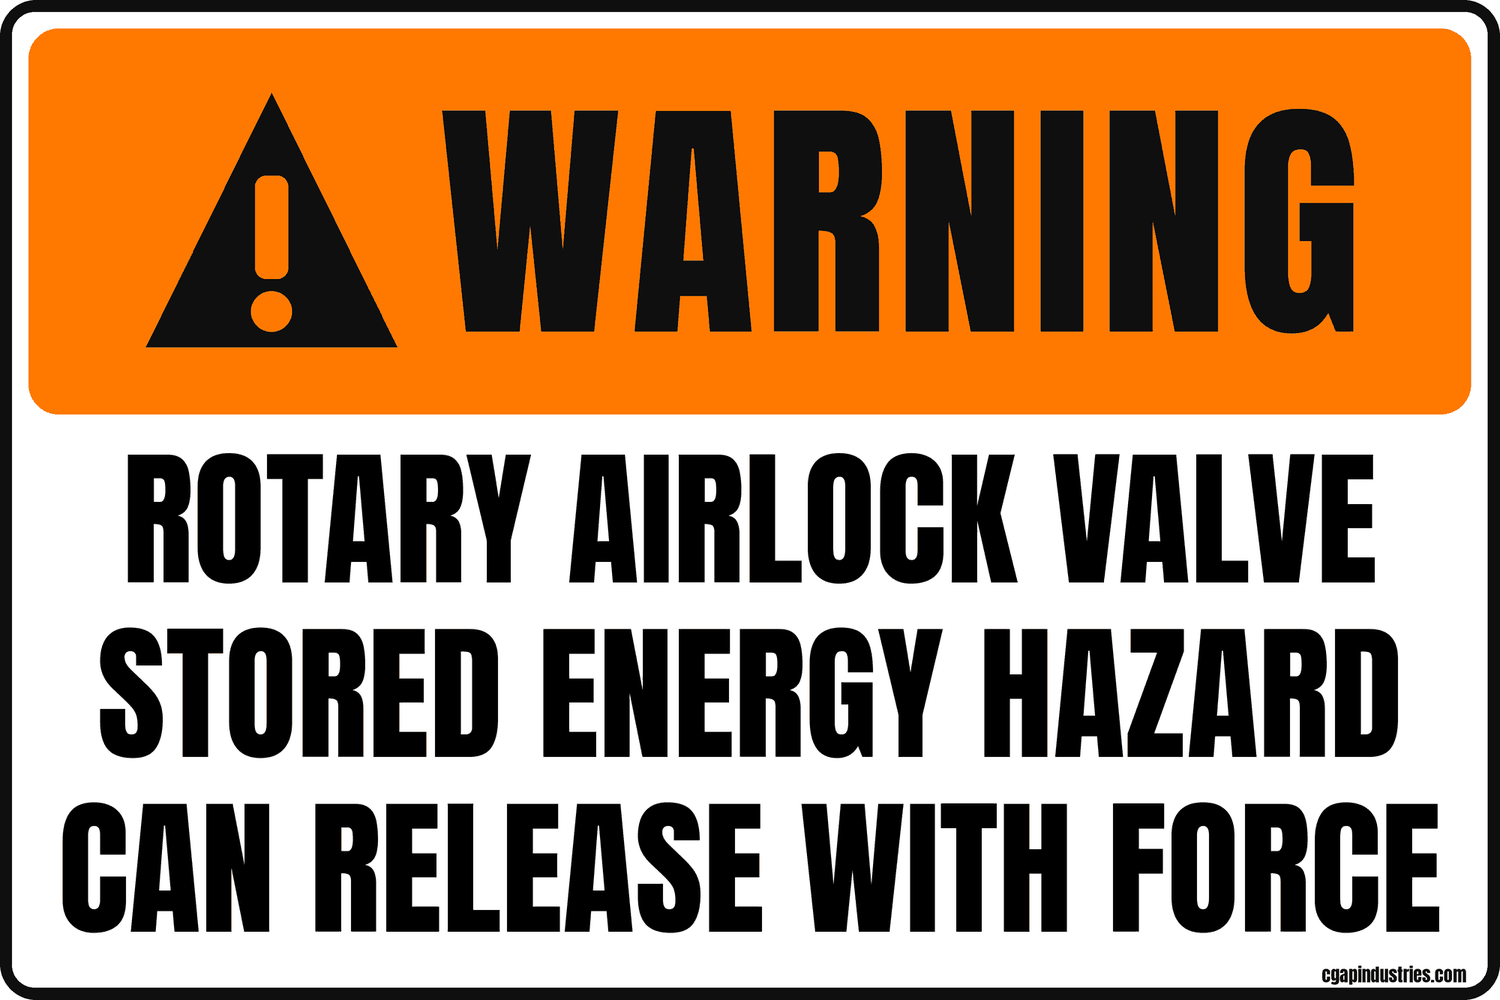 WARNING
ROTARY AIRLOCK VALVE
STORED ENERGY HAZARD
CAN RELEASE WITH FORCE
cgapindustries.com